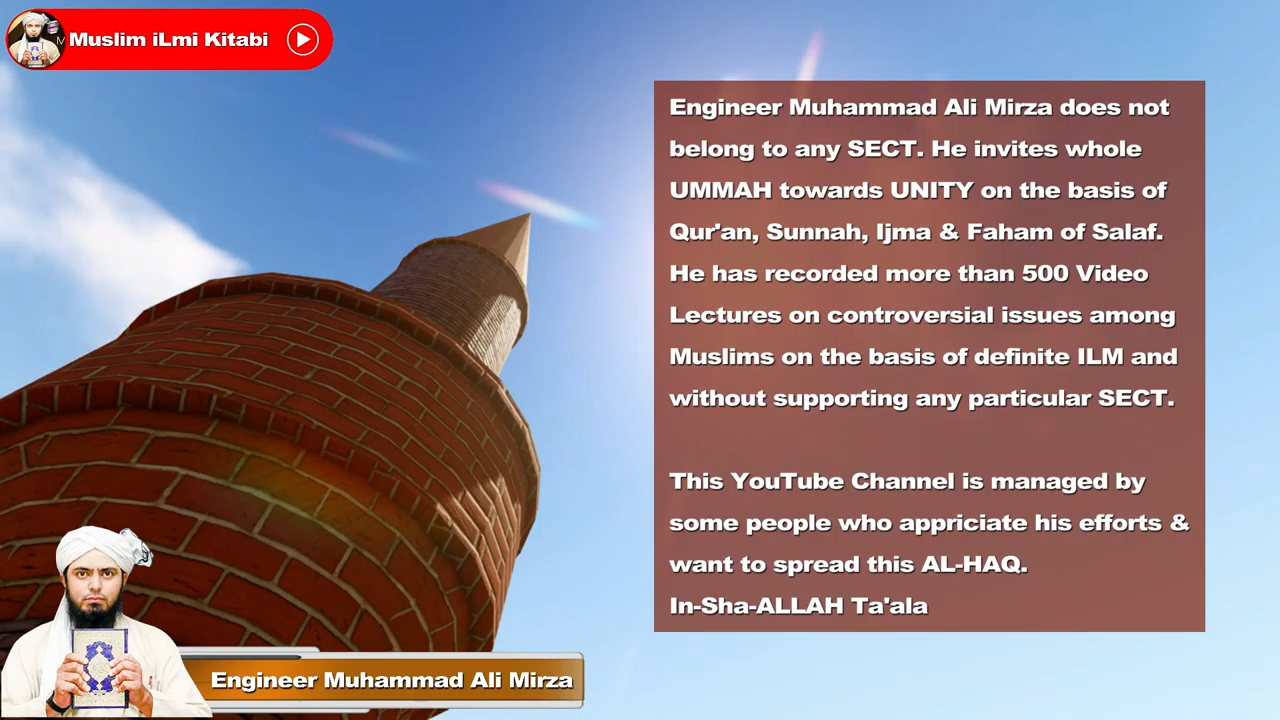 Muslim iLmi Kitabi
Engineer Muhammad Ali Mirza does not
belong to any SECT. He invites whole
UMMAH towards UNITY on the basis of
Qur'an, Sunnah, Ijma & Faham of Salaf.
He has recorded more than 500 Video
Lectures on controversial issues among
Muslims on the basis of definite ILM and
without supporting any particular SECT.
This YouTube Channel is managed by
some people who appriciate his efforts &
want to spread this AL-HAQ.
In-Sha-ALLAH Ta'ala
Engineer Muhammad Ali Mirza